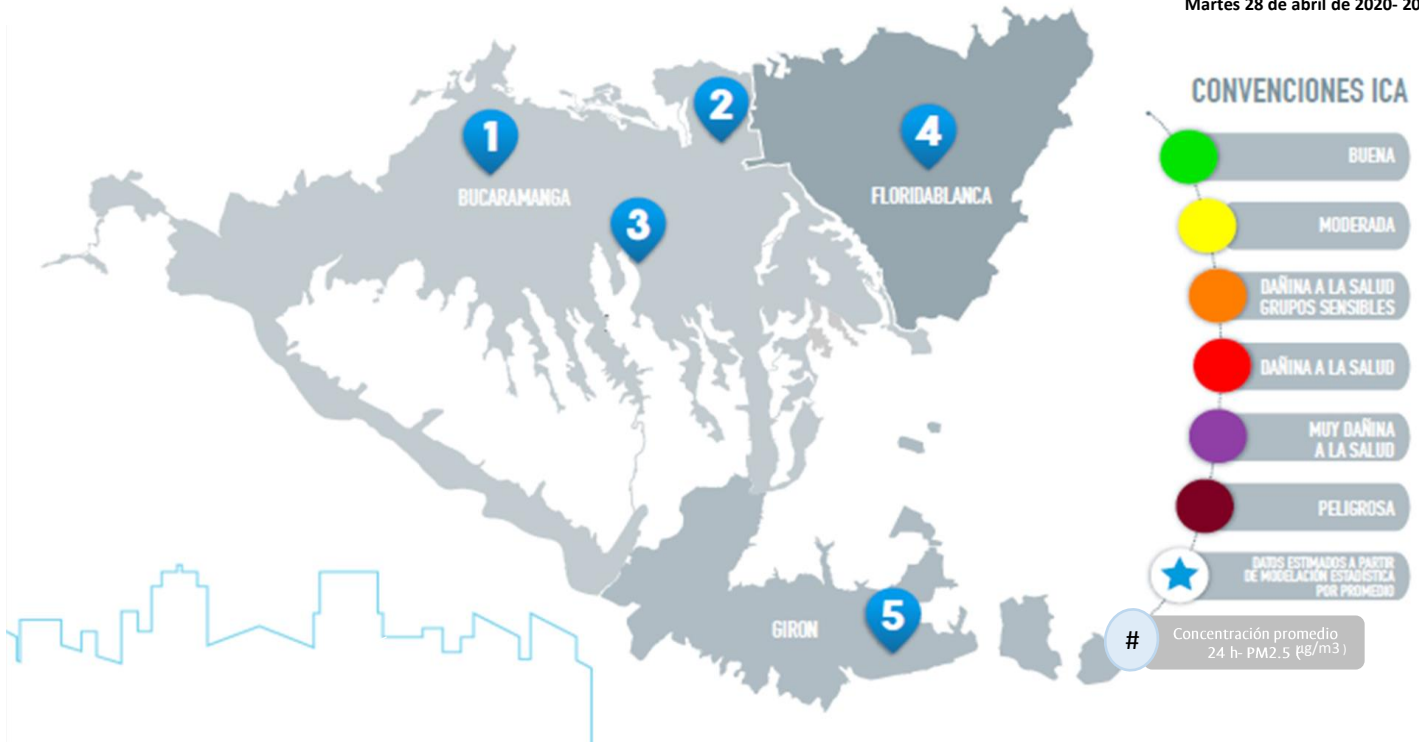 Martes 28 de abril de 2020- 20
CONVENCIONES ICA
1
2
4
BUENA
BUCARAMANGA
FLORIDABLANCA
3
MODERADA
DAÑINA A LA SALUD
GRUPOS SENSIBLES
DAÑINA A LA SALUD
MUY DAÑINA
A LA SALUD
PELIGROSA
DATOS ESTIMADOS A PARTIR
DE MODELACIÓN ESTADÍSTICA
POR PROMEDIO
GIRON
5
#
Concentración promedio
24 h- PM2.5 (µg/m3)